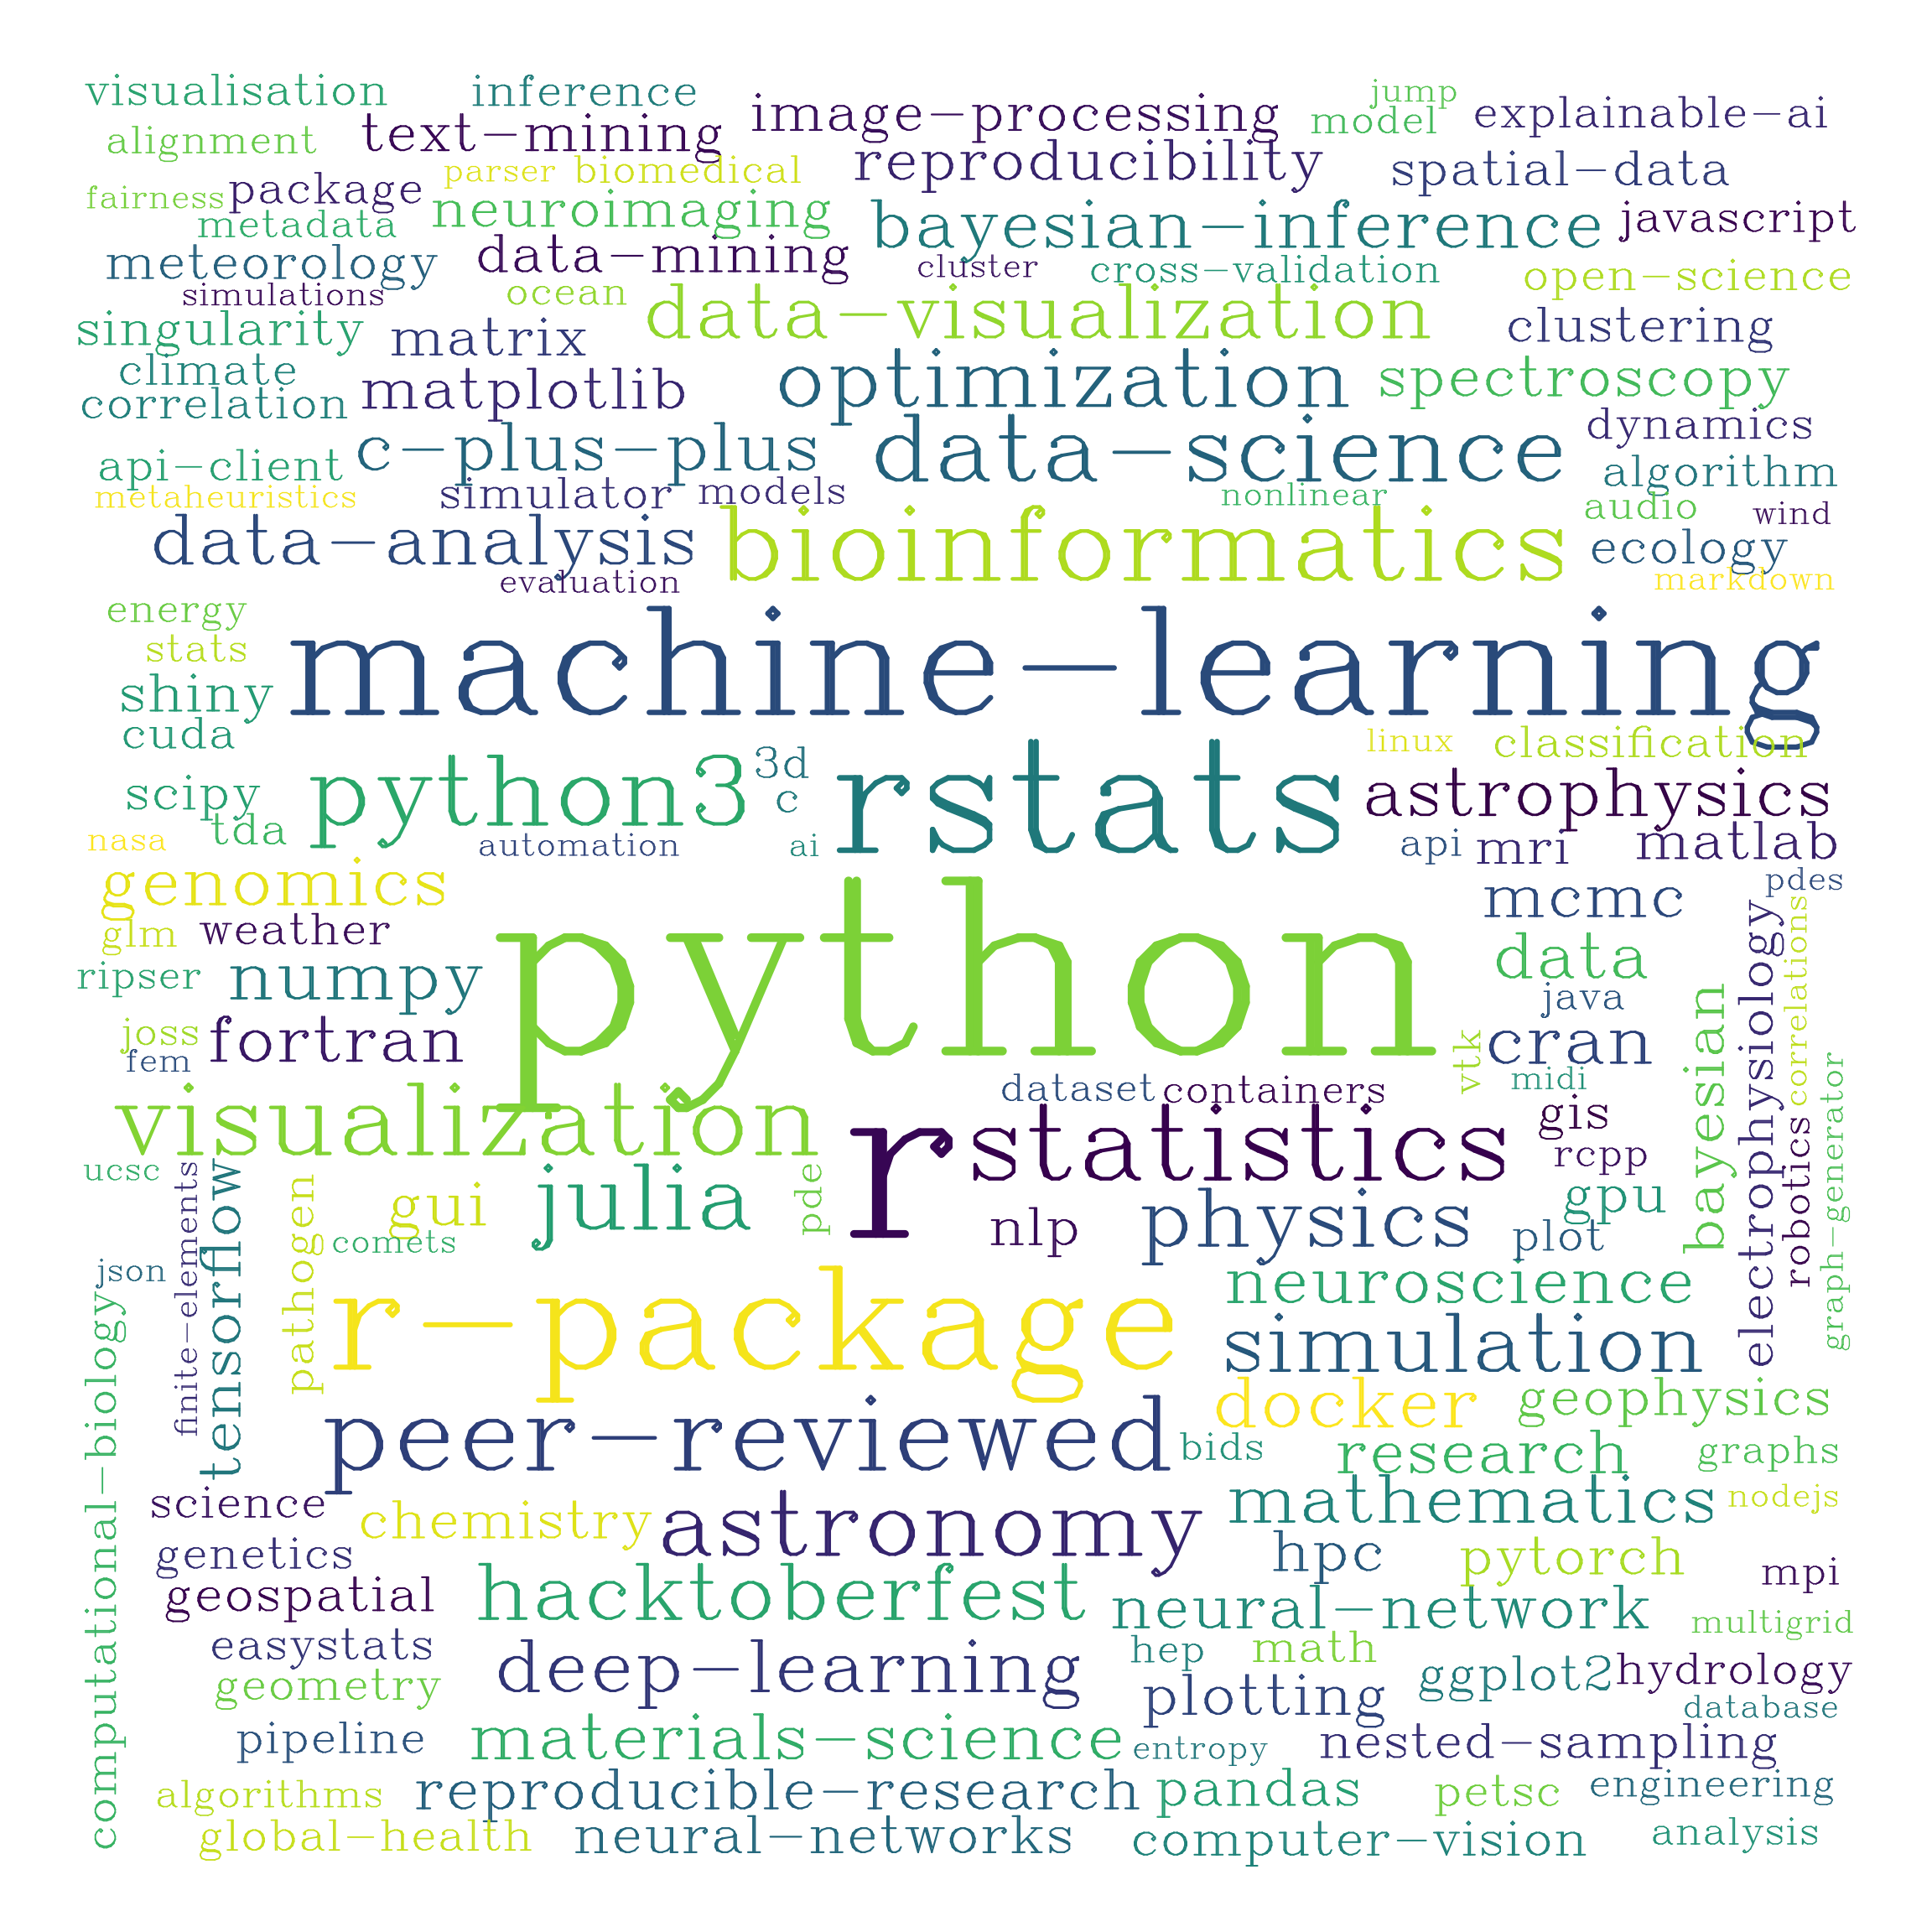 visualisation
inference
image-processing
jump
model
explainable-ai
alignment
text-mining
reproducibility
spatial-data
parser
biomedical
fairness
package
metadata
neuroimaging
bayesian-inference
javascript
meteorology
data-mining
cluster
cross-validation
open-science
simulations
ocean
data-visualization
singularity
matrix
clustering
climate
correlation
matplotlib
optimization
spectroscopy
c-plus-plus
data-science
dynamics
api-client
algorithm
metaheuristics
simulator
models
nonlinear
audio
wind
data-analysis
bioinformatics
ecology
evaluation
markdown
energy
stats
machine-learning
shiny
cuda
linux
classification
scipy
python3
3d
c
rstats
astrophysics
nasa
tda
automation
ai
api
mri
matlab
genomics
mcmc
pdes
glm
weather
python
data
electrophysiology
correlations
ripser
numpy
java
bayesian
joss
fortran
cran
fem
vtk
midi
dataset
containers
visualization
r
statistics
gis
rcpp
robotics
graph-generator
ucsc
finite-elements
tensorflow
pathogen
gui
julia
pde
nlp
physics
gpu
plot
comets
json
computational-biology
r-package
neuroscience
simulation
peer-reviewed
docker
geophysics
bids
research
graphs
science
chemistry
astronomy
mathematics
nodejs
genetics
hpc
pytorch
mpi
geospatial
hacktoberfest
neural-network
multigrid
easystats
deep-learning
hep
math
geometry
plotting
ggplot2
hydrology
database
pipeline
materials-science
entropy
nested-sampling
algorithms
reproducible-research
pandas
petsc
engineering
global-health
neural-networks
computer-vision
analysis